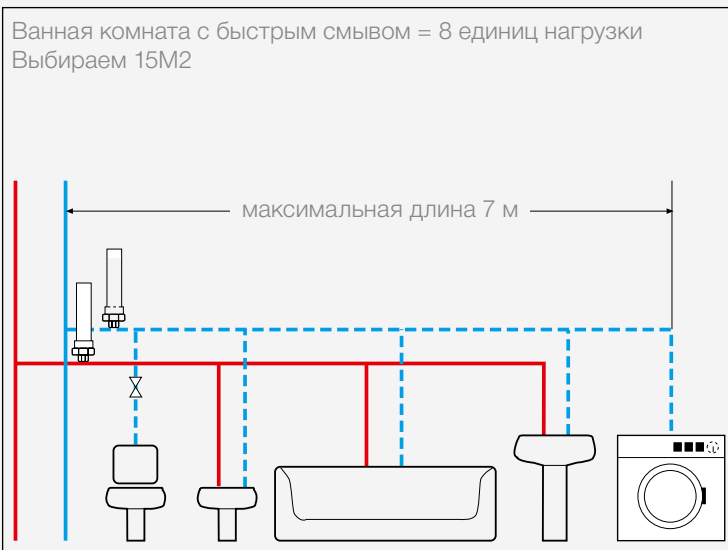 Ванная комната с быстрым смывом = 8 единиц нагрузки
Выбираем 15М2
максимальная длина 7 м